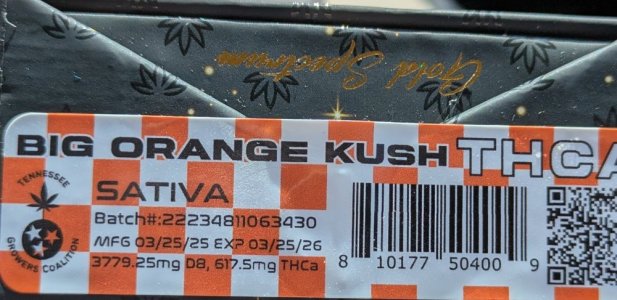 Gold Spectrum
BIG ORANGE KUSH THCA
TENNESSEE
GROWERS COALITION
SATIVA
Batch#:22234811063430
MFG 03/25/25 EXP 03/25/26
3779.25mg D8, 617.5mg THCa
8 10177 50400 9